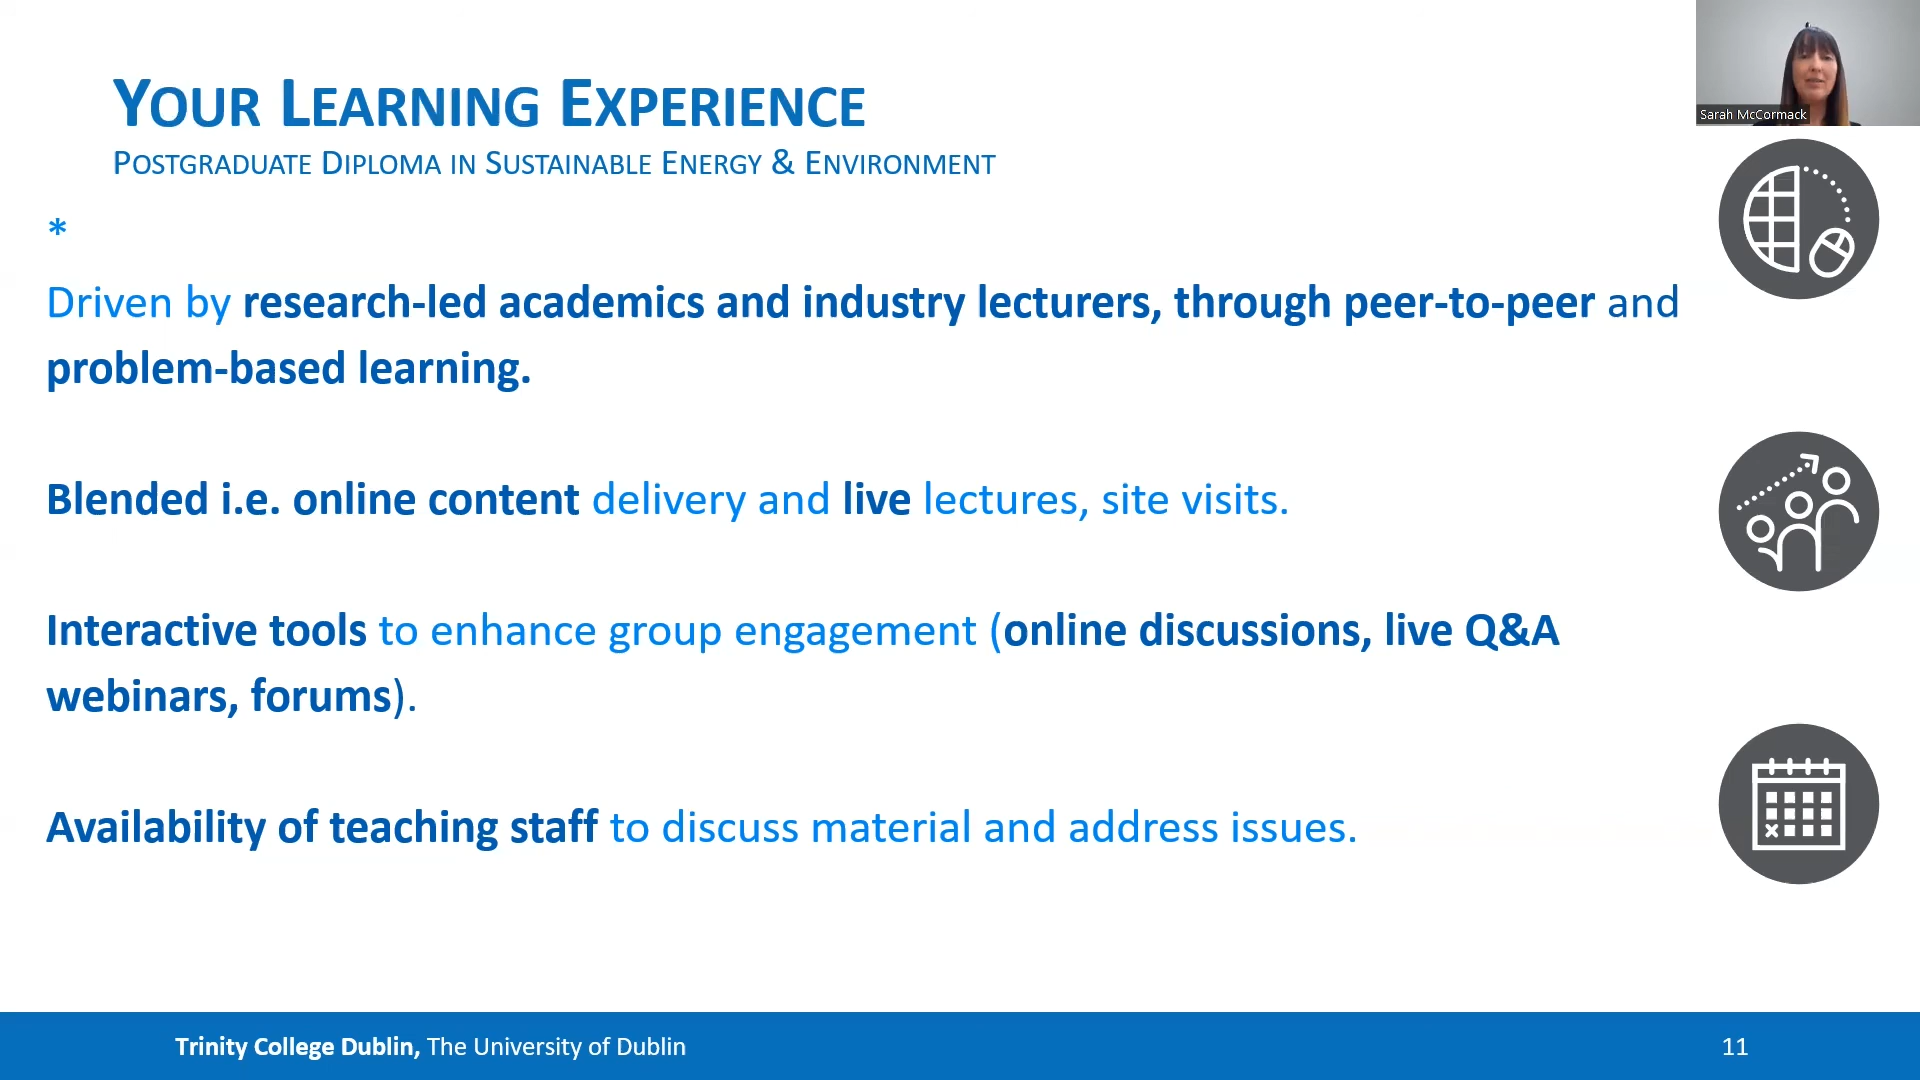 Your Learning Experience
Postgraduate Diploma in Sustainable Energy & Environment
Sarah McCormack
*
Driven by research-led academics and industry lecturers, through peer-to-peer and
problem-based learning.
Blended i.e. online content delivery and live lectures, site visits.
Interactive tools to enhance group engagement (online discussions, live Q&A
webinars, forums).
Availability of teaching staff to discuss material and address issues.
Trinity College Dublin, The University of Dublin
11